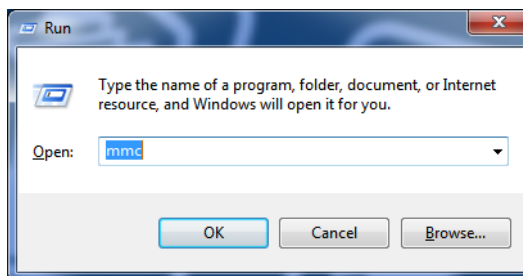 Run
Type the name of a program, folder, document, or Internet
resource, and Windows will open it for you.
Open: mmc
OK Cancel Browse...